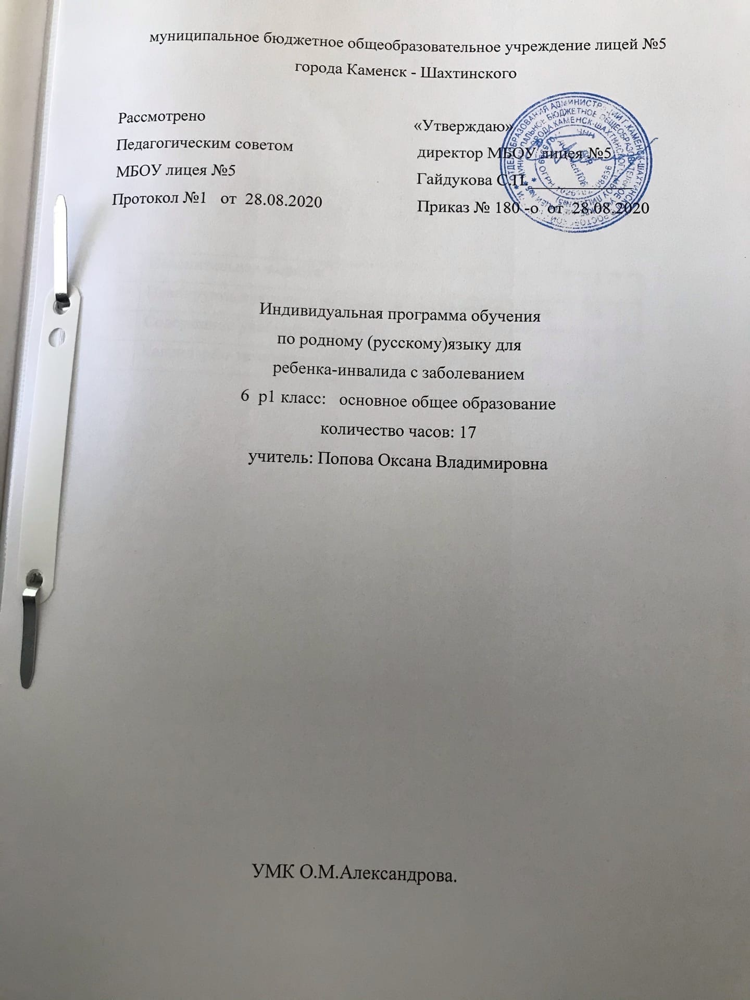 муниципальное бюджетное общеобразовательное учреждение лицей №5
города Каменск - Шахтинского
Рассмотрено
Педагогическим советом
МБОУ лицея №5
Протокол №1 от 28.08.2020
«Утверждаю»
директор МБОУ лицея №5
Гайдукова С.П.
Приказ № 180 -о от 28.08.2020
Индивидуальная программа обучения
по родному (русскому)языку для
ребенка-инвалида с заболеванием
6 р1 класс: основное общее образование
количество часов: 17
учитель: Попова Оксана Владимировна
УМК О.М.Александрова.